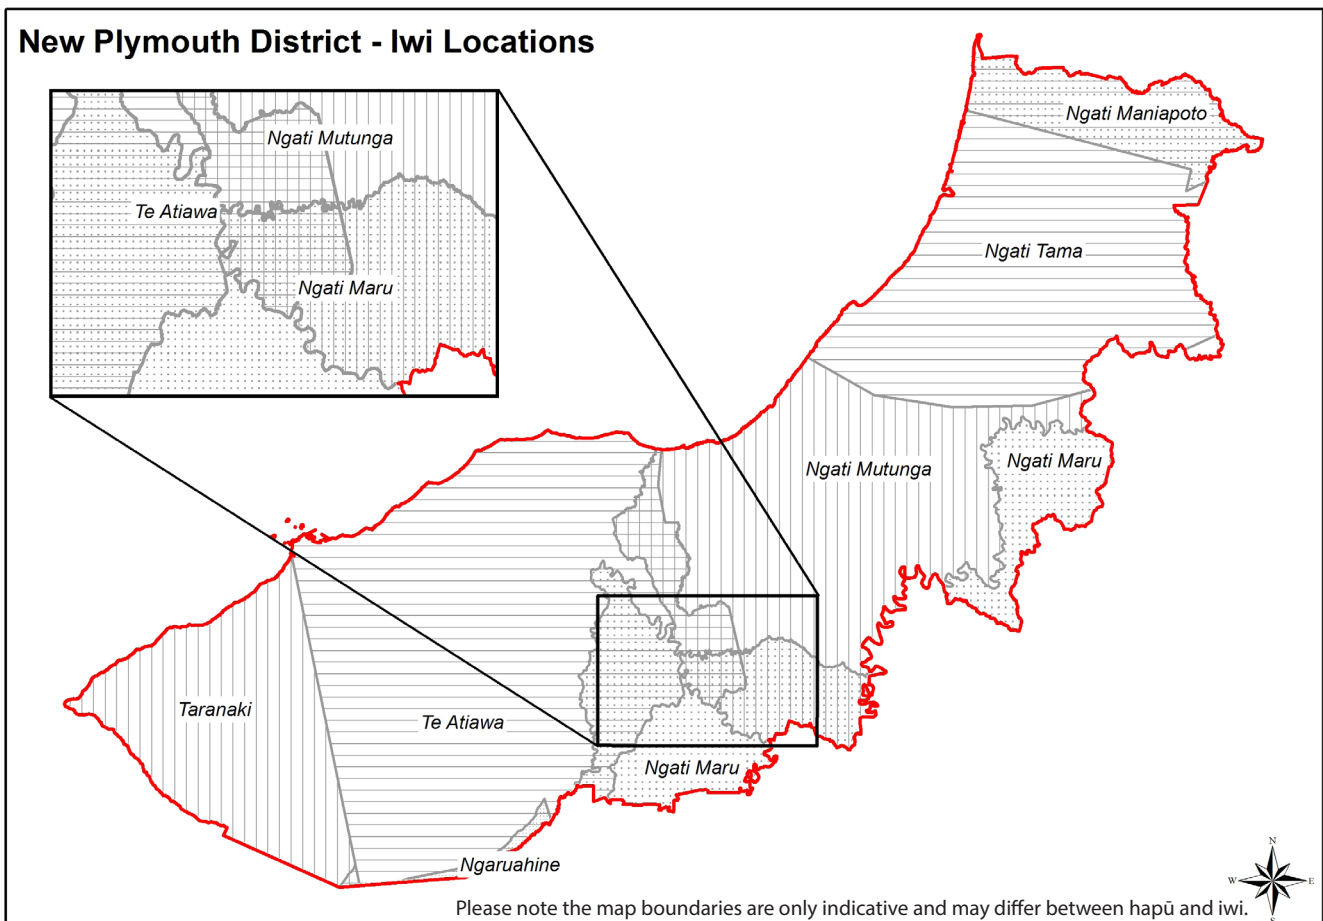 New Plymouth District - Iwi Locations
Ngati Maniapoto
Ngati Mutunga
Te Atiawa
Ngati Maru
Ngati Tama
Ngati Mutunga
Ngati Maru
Taranaki
Te Atiawa
Ngati Maru
Ngaruahine
N
W
E
S
Please note the map boundaries are only indicative and may differ between hapū and iwi.